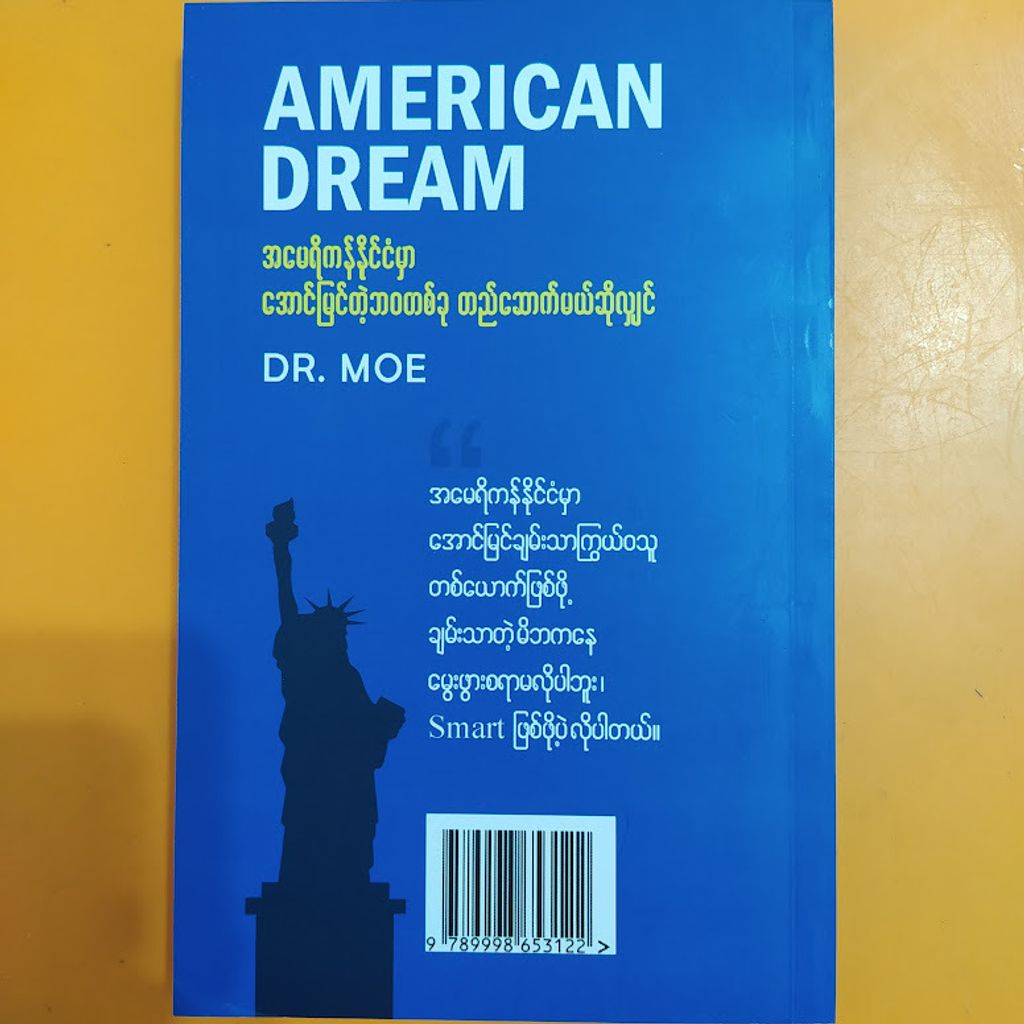 AMERICAN
DREAM
အမေရိကန်နိုင်ငံမှာ
အောင်မြင်တဲ့ဘဝတစ်ခု တည်ဆောက်မယ်ဆိုလျှင်
DR. MOE
“
အမေရိကန်နိုင်ငံမှာ
အောင်မြင်ချမ်းသာကြွယ်ဝသူ
တစ်ယောက်ဖြစ်ဖို့
ချမ်းသာတဲ့မိဘကနေ
မွေးဖွားစရာမလိုပါဘူး၊
Smart ဖြစ်ဖို့ပဲလိုပါတယ်။
9 789998 653122 >